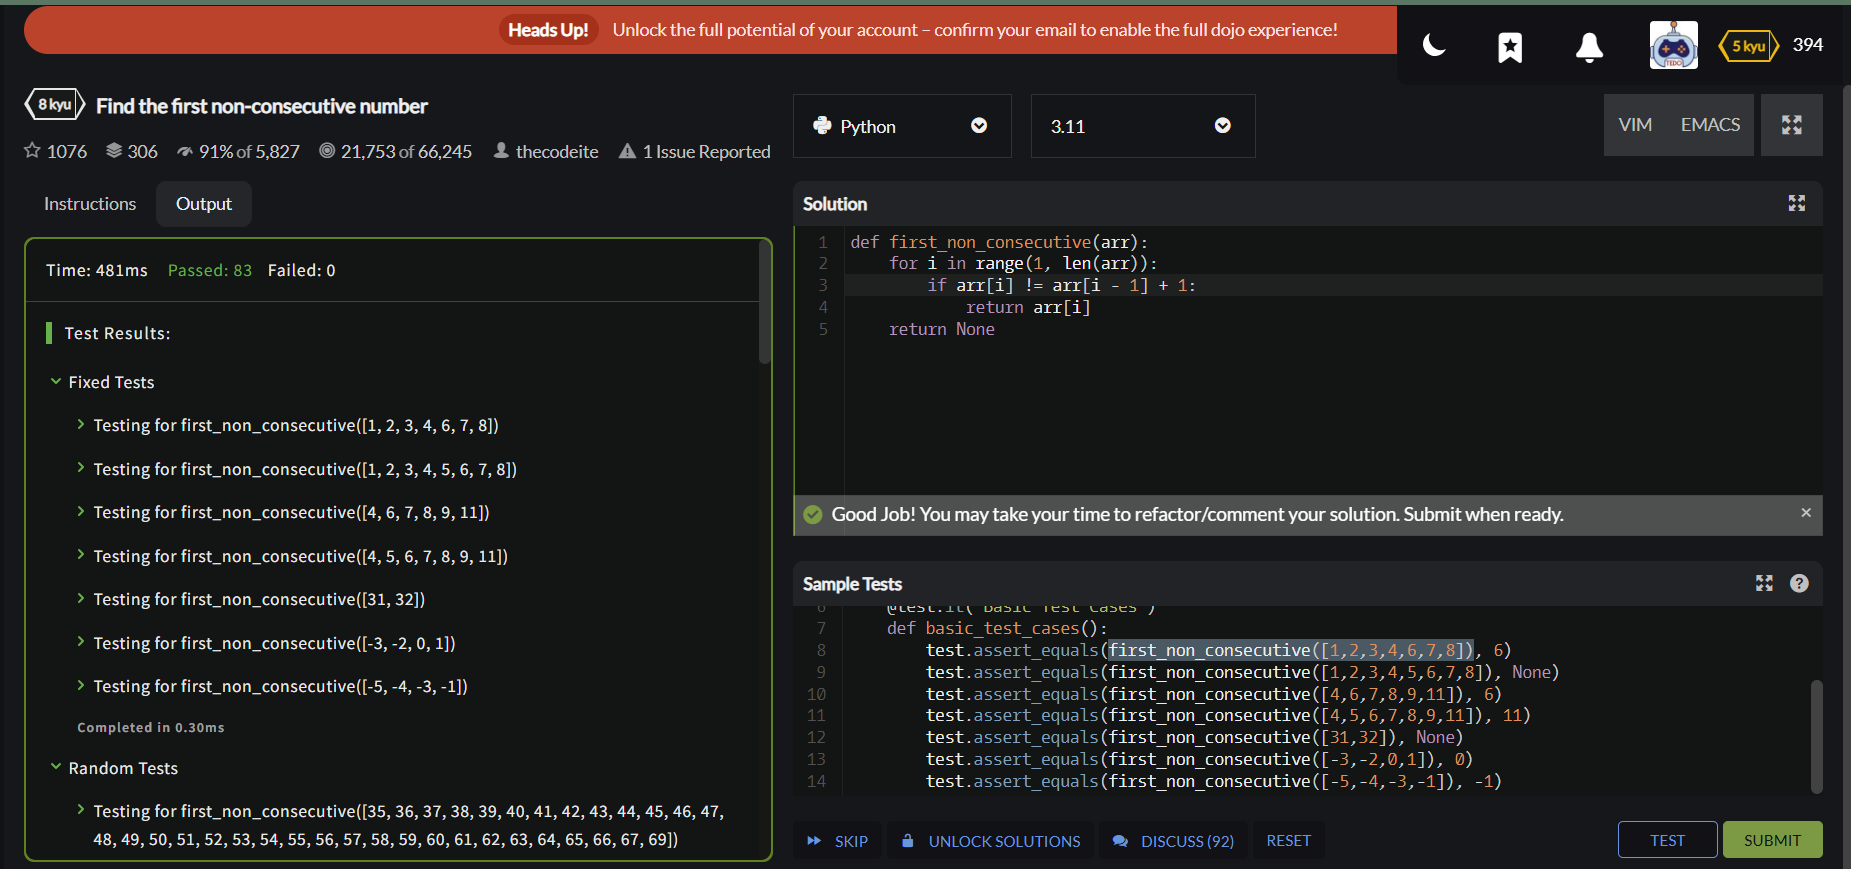 Heads Up! Unlock the full potential of your account – confirm your email to enable the full dojo experience!
TEDO
5 kyu 394
8 kyu Find the first non-consecutive number
1076 306 91% of 5,827 21,753 of 66,245 thecodeite 1 Issue Reported
Python
3.11
VIM EMACS
Instructions Output
Time: 481ms Passed: 83 Failed: 0
Test Results:
Fixed Tests
Testing for first_non_consecutive([1, 2, 3, 4, 6, 7, 8])
Testing for first_non_consecutive([1, 2, 3, 4, 5, 6, 7, 8])
Testing for first_non_consecutive([4, 6, 7, 8, 9, 11])
Testing for first_non_consecutive([4, 5, 6, 7, 8, 9, 11])
Testing for first_non_consecutive([31, 32])
Testing for first_non_consecutive([-3, -2, 0, 1])
Testing for first_non_consecutive([-5, -4, -3, -1])
Completed in 0.30ms
Random Tests
Testing for first_non_consecutive([35, 36, 37, 38, 39, 40, 41, 42, 43, 44, 45, 46, 47,
48, 49, 50, 51, 52, 53, 54, 55, 56, 57, 58, 59, 60, 61, 62, 63, 64, 65, 66, 67, 69])
Solution
1 def first_non_consecutive(arr):
2 for i in range(1, len(arr)):
3 if arr[i] != arr[i - 1] + 1:
4 return arr[i]
5 return None
Good Job! You may take your time to refactor/comment your solution. Submit when ready.
Sample Tests
6 @test.it("Basic Test Cases")
7 def basic_test_cases():
8 test.assert_equals(first_non_consecutive([1,2,3,4,6,7,8]), 6)
9 test.assert_equals(first_non_consecutive([1,2,3,4,5,6,7,8]), None)
10 test.assert_equals(first_non_consecutive([4,6,7,8,9,11]), 6)
11 test.assert_equals(first_non_consecutive([4,5,6,7,8,9,11]), 11)
12 test.assert_equals(first_non_consecutive([31,32]), None)
13 test.assert_equals(first_non_consecutive([-3,-2,0,1]), 0)
14 test.assert_equals(first_non_consecutive([-5,-4,-3,-1]), -1)
SKIP UNLOCK SOLUTIONS DISCUSS (92) RESET TEST SUBMIT